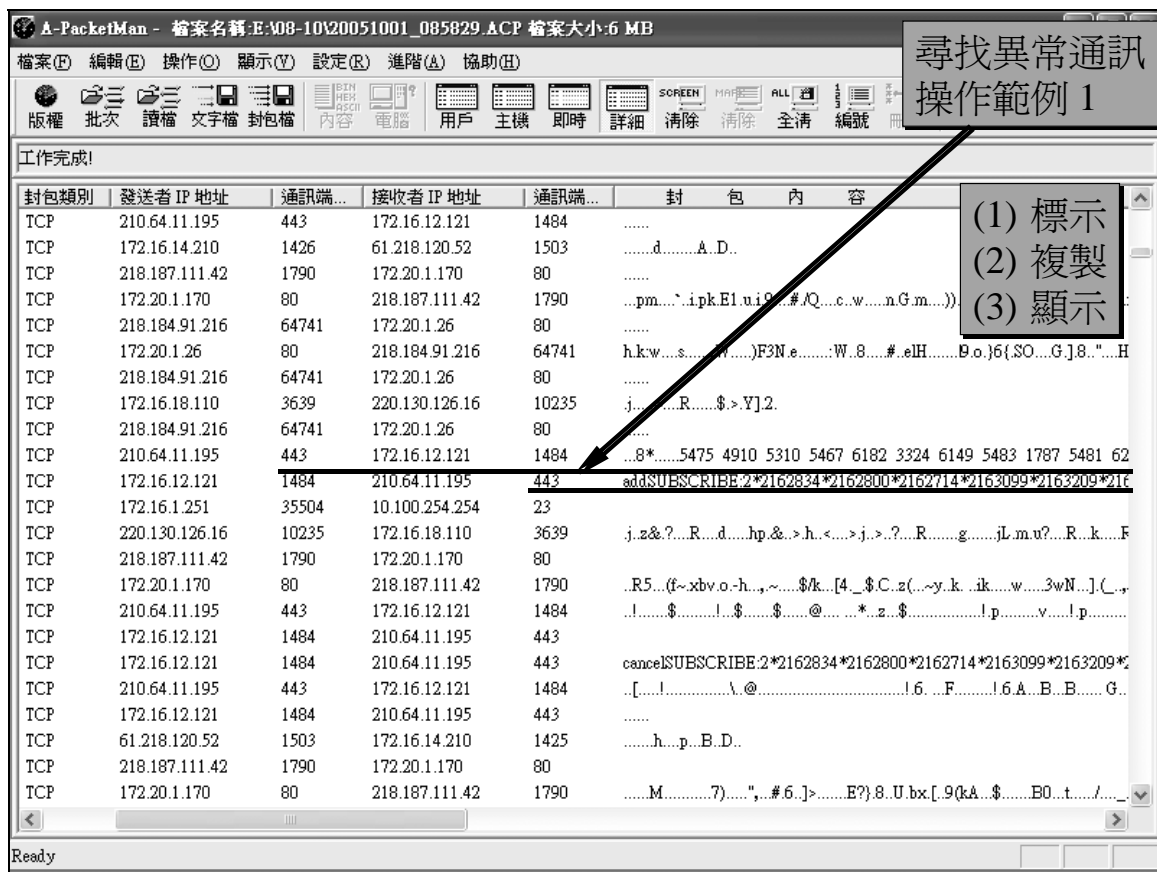 A-PacketMan - 檔案名稱:E:\08-10\20051001_085829.ACP 檔案大小:6 MB
尋找異常通訊
操作範例 1
檔案(F) 編輯(E) 操作(O) 顯示(V) 設定(R) 進階(A) 協助(H)
版權 批次 讀檔 文字檔 封包檔 內容 電腦 用戶 主機 即時 詳細 清除 清除 全清 編號
工作完成!
(1) 標示
(2) 複製
(3) 顯示
封包類別 發送者 IP 地址 通訊端... 接收者 IP 地址 通訊端... 封 包 內 容
TCP 210.64.11.195 443 172.16.12.121 1484 ......
TCP 172.16.14.210 1426 61.218.120.52 1503 ......d........A..D..
TCP 218.187.111.42 1790 172.20.1.170 80 ......
TCP 172.20.1.170 80 218.187.111.42 1790
TCP 218.184.91.216 64741 172.20.1.26 80 ......
TCP 172.20.1.26 80 218.184.91.216 64741
TCP 218.184.91.216 64741 172.20.1.26 80 ......
TCP 172.16.18.110 3639 220.130.126.16 10235
TCP 218.184.91.216 64741 172.20.1.26 80 ......
TCP 210.64.11.195 443 172.16.12.121 1484 ...8*......5475 4910 5310 5467 6182 3324 6149 5483 1787 5481 62
TCP 172.16.12.121 1484 210.64.11.195 443 addSUBSCRIBE:2*2162834*2162800*2162714*2163099*2163209*216
TCP 172.16.1.251 35504 10.100.254.254 23
TCP 220.130.126.16 10235 172.16.18.110 3639
TCP 218.187.111.42 1790 172.20.1.170 80
TCP 172.20.1.170 80 218.187.111.42 1790
TCP 210.64.11.195 443 172.16.12.121 1484
TCP 172.16.12.121 1484 210.64.11.195 443
TCP 172.16.12.121 1484 210.64.11.195 443 cancelSUBSCRIBE:2*2162834*2162800*2162714*2163099*2163209*2
TCP 210.64.11.195 443 172.16.12.121 1484
TCP 172.16.12.121 1484 210.64.11.195 443 ......
TCP 61.218.120.52 1503 172.16.14.210 1425 .......h....p...B..D..
TCP 218.187.111.42 1790 172.20.1.170 80
TCP 172.20.1.170 80 218.187.111.42 1790
Ready